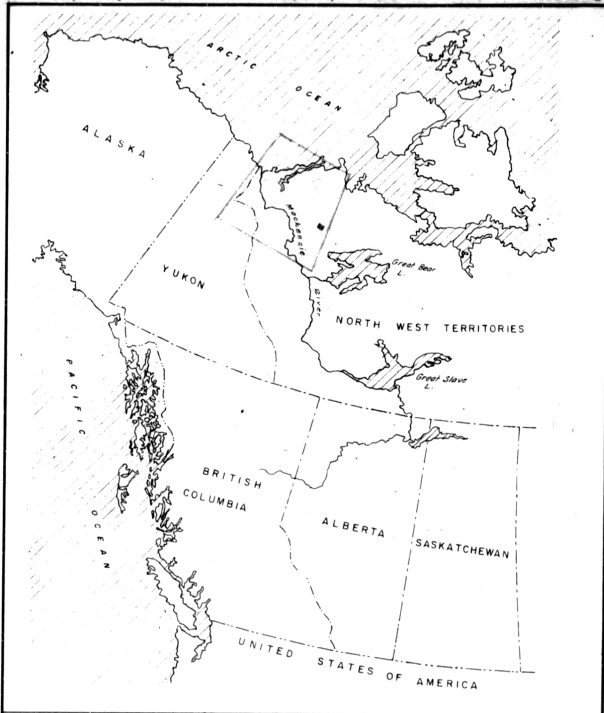 ARCTIC
OCEAN
ALASKA
Mackenzie
River
Great Bear
L.
YUKON
NORTH WEST TERRITORIES
Great Slave
L.
PACIFIC
OCEAN
BRITISH
COLUMBIA
ALBERTA
SASKATCHEWAN
UNITED STATES OF AMERICA